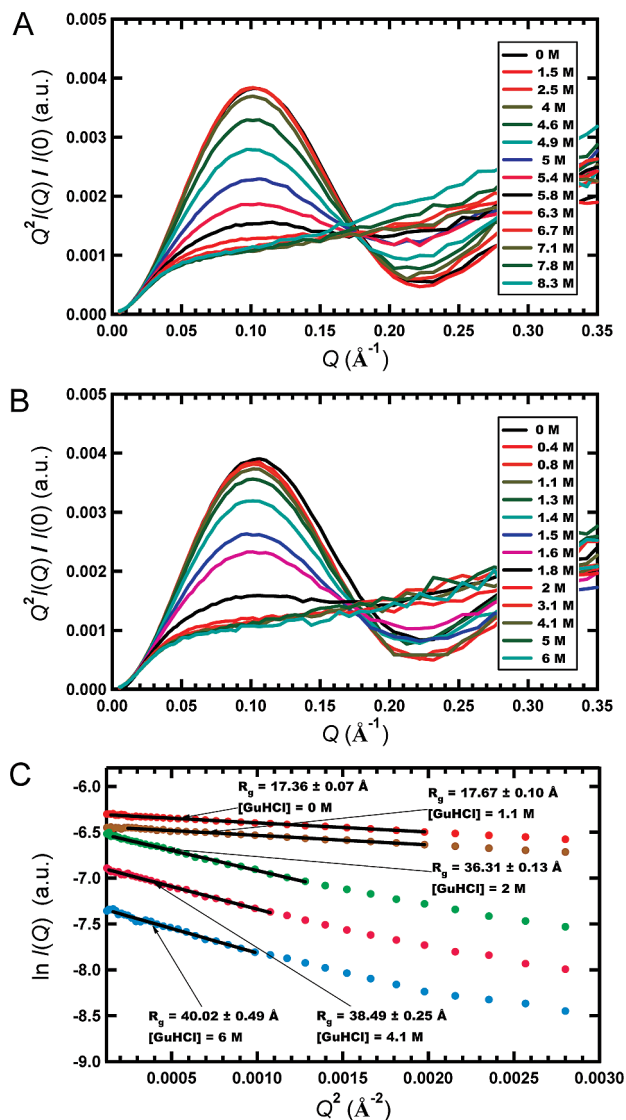 A
0.005
0.004
0.003
0.002
0.001
0.000
Q²I(Q) / I(0) (a.u.)
0 M
1.5 M
2.5 M
4 M
4.6 M
4.9 M
5 M
5.4 M
5.8 M
6.3 M
6.7 M
7.1 M
7.8 M
8.3 M
0.00 0.05 0.10 0.15 0.20 0.25 0.30 0.35
Q (Å⁻¹)
B
0.005
0.004
0.003
0.002
0.001
0.000
Q²I(Q) / I(0) (a.u.)
0 M
0.4 M
0.8 M
1.1 M
1.3 M
1.4 M
1.5 M
1.6 M
1.8 M
2 M
3.1 M
4.1 M
5 M
6 M
0.00 0.05 0.10 0.15 0.20 0.25 0.30 0.35
Q (Å⁻¹)
C
-6.0
-6.5
-7.0
-7.5
-8.0
-8.5
-9.0
ln I(Q) (a.u.)
Rg = 17.36 ± 0.07 Å
[GuHCl] = 0 M
Rg = 17.67 ± 0.10 Å
[GuHCl] = 1.1 M
Rg = 36.31 ± 0.13 Å
[GuHCl] = 2 M
Rg = 40.02 ± 0.49 Å
[GuHCl] = 6 M
Rg = 38.49 ± 0.25 Å
[GuHCl] = 4.1 M
0.0005 0.0010 0.0015 0.0020 0.0025 0.0030
Q² (Å⁻²)